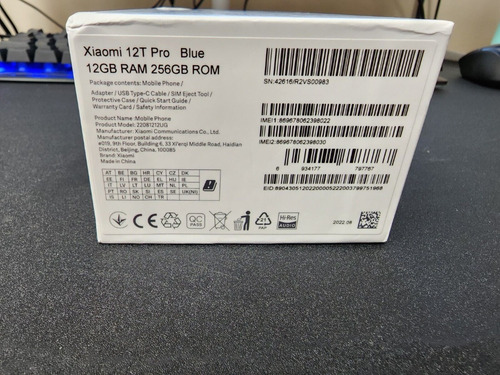 Xiaomi 12T Pro Blue
12GB RAM 256GB ROM
Package contents: Mobile Phone /
Adapter / USB Type-C Cable / SIM Eject Tool /
Protective Case / Quick Start Guide /
Warranty Card / Safety Information
Product Name: Mobile Phone
Product Model: 22081212UG
Manufacturer: Xiaomi Communications Co., Ltd.
Manufacturer postal address:
#019, 9th Floor, Building 6, 33 Xi'erqi Middle Road, Haidian
District, Beijing, China, 100085
Brand: Xiaomi
Made in China
AT BE BG HR CY CZ DK
EE FI FR DE EL HU IE
IT LV LT LU MT NL PL
PT RO SK SI ES SE UK(NI)
IS LI NO CH TR
SN: 42616/R2VS00983
IMEI1: 869678062398022
IMEI2: 869678062398030
6 934177 797767
EID: 89043051202200005222003799751968
CE
QC
PASS
21
PAP
Hi-Res
AUDIO
2022.08